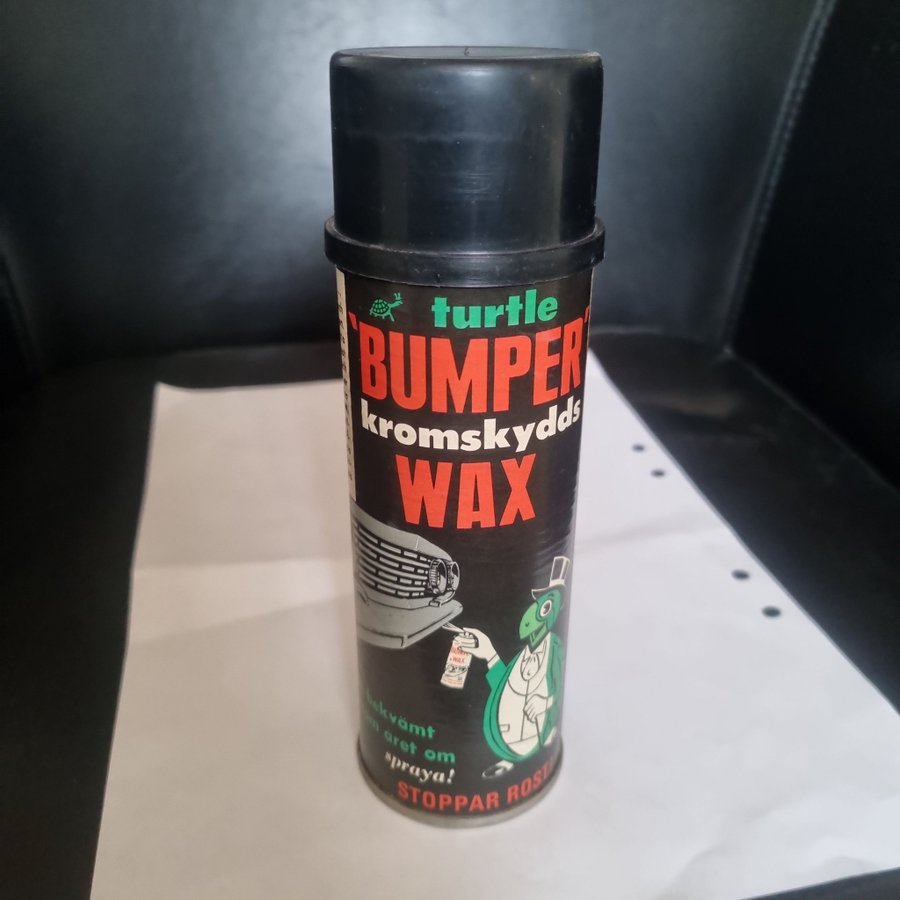 turtle
'BUMPER'
kromskydds
WAX
bekvämt
året om
spraya!
STOPPAR ROST